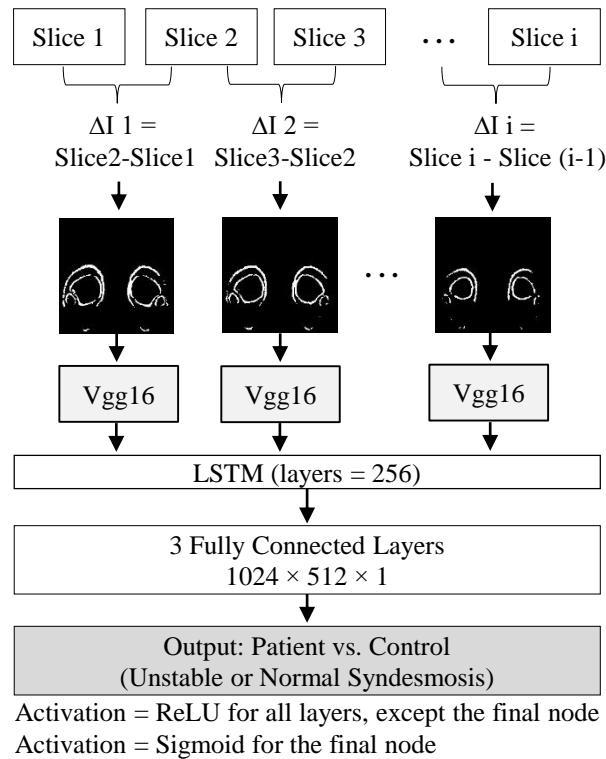 Slice 1 Slice 2 Slice 3 … Slice i
ΔI 1 = ΔI 2 = ΔI i =
Slice2-Slice1 Slice3-Slice2 Slice i - Slice (i-1)
…
Vgg16 Vgg16 Vgg16
LSTM (layers = 256)
3 Fully Connected Layers
1024 × 512 × 1
Output: Patient vs. Control
(Unstable or Normal Syndesmosis)
Activation = ReLU for all layers, except the final node
Activation = Sigmoid for the final node